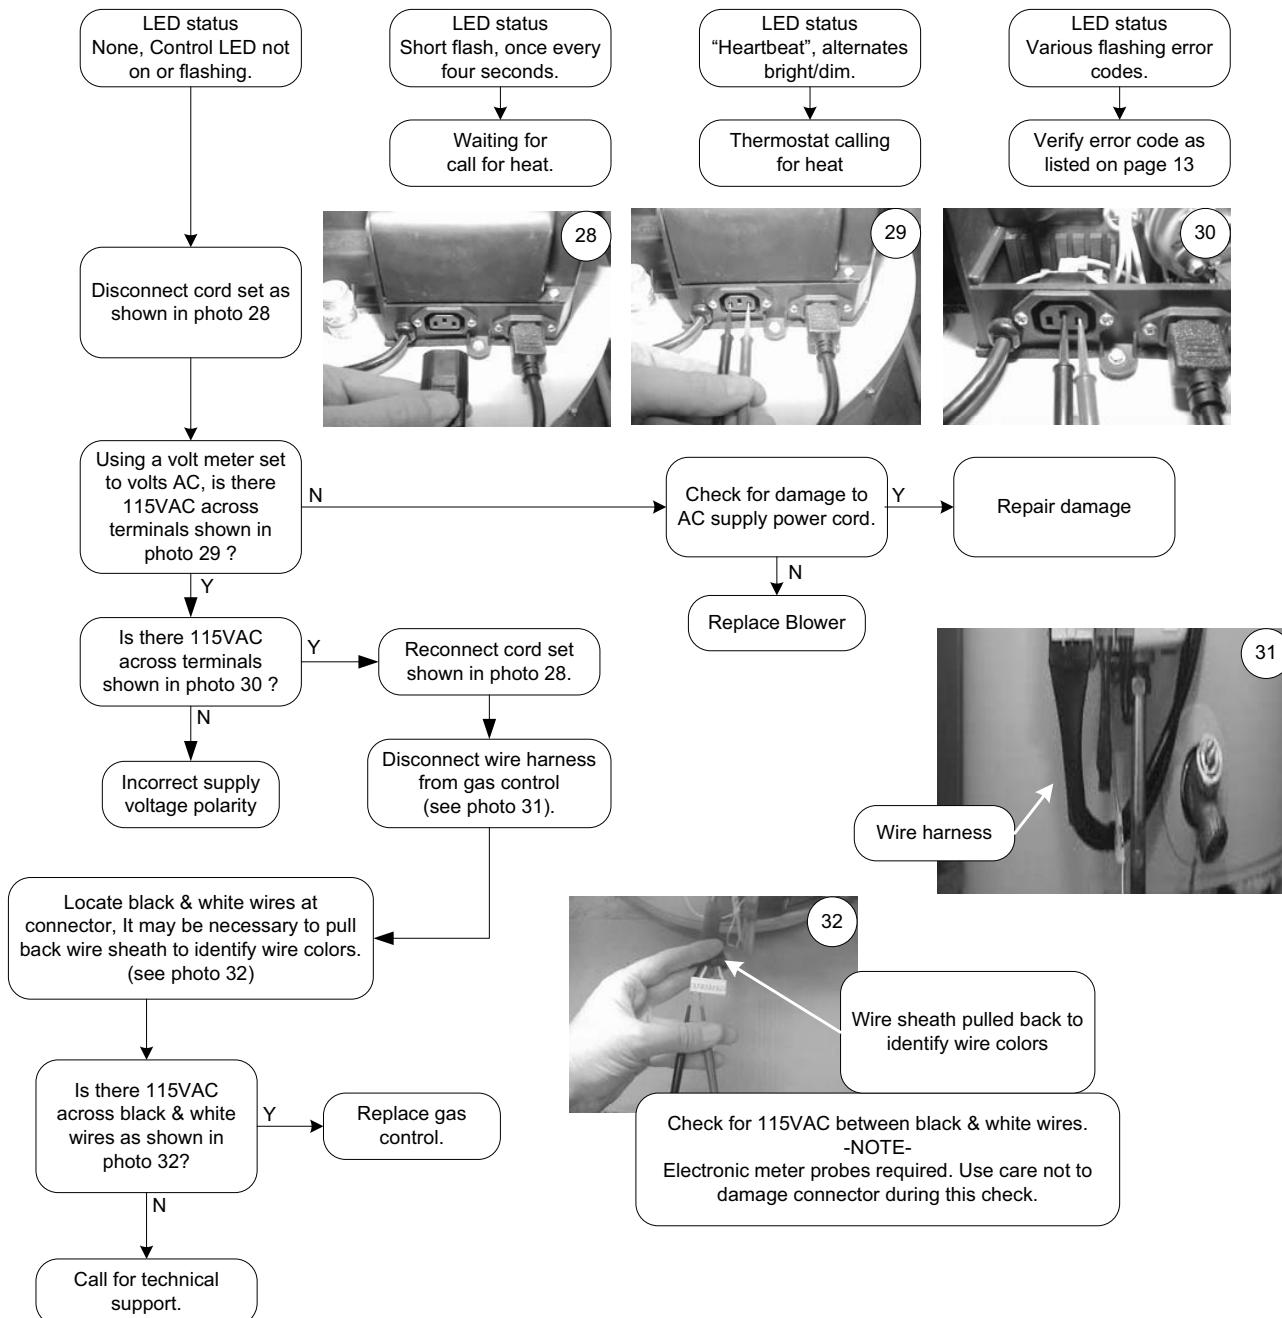 LED status
None, Control LED not
on or flashing.
LED status
Short flash, once every
four seconds.
LED status
“Heartbeat”, alternates
bright/dim.
LED status
Various flashing error
codes.
Waiting for
call for heat.
Thermostat calling
for heat
Verify error code as
listed on page 13
28
29
30
Disconnect cord set as
shown in photo 28
Using a volt meter set
to volts AC, is there
115VAC across
terminals shown in
photo 29 ?
N
Check for damage to
AC supply power cord.
Y
Repair damage
Y
N
Replace Blower
Is there 115VAC
across terminals
shown in photo 30 ?
Y
Reconnect cord set
shown in photo 28.
31
N
Incorrect supply
voltage polarity
Disconnect wire harness
from gas control
(see photo 31).
Wire harness
Locate black & white wires at
connector, It may be necessary to pull
back wire sheath to identify wire colors.
(see photo 32)
32
Wire sheath pulled back to
identify wire colors
Is there 115VAC
across black & white
wires as shown in
photo 32?
Y
Replace gas
control.
Check for 115VAC between black & white wires.
-NOTE-
Electronic meter probes required. Use care not to
damage connector during this check.
N
Call for technical
support.